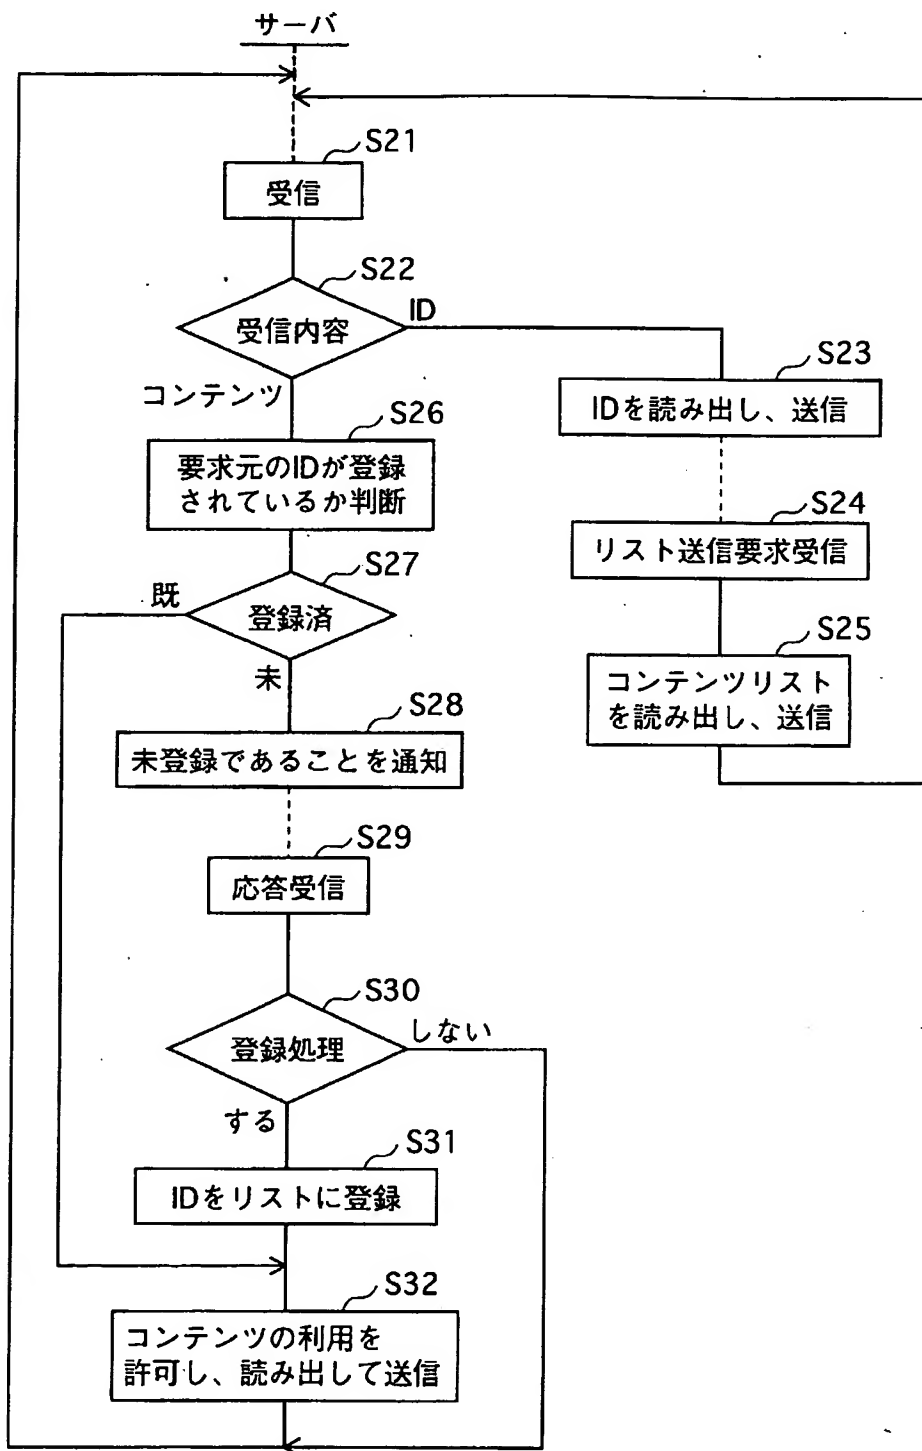 サーバ
S21
受信
S22
受信内容
ID
コンテンツ
S23
IDを読み出し、送信
S24
リスト送信要求受信
S25
コンテンツリスト
を読み出し、送信
S26
要求元のIDが登録
されているか判断
S27
既
登録済
未
S28
未登録であることを通知
S29
応答受信
S30
登録処理
しない
する
S31
IDをリストに登録
S32
コンテンツの利用を
許可し、読み出して送信